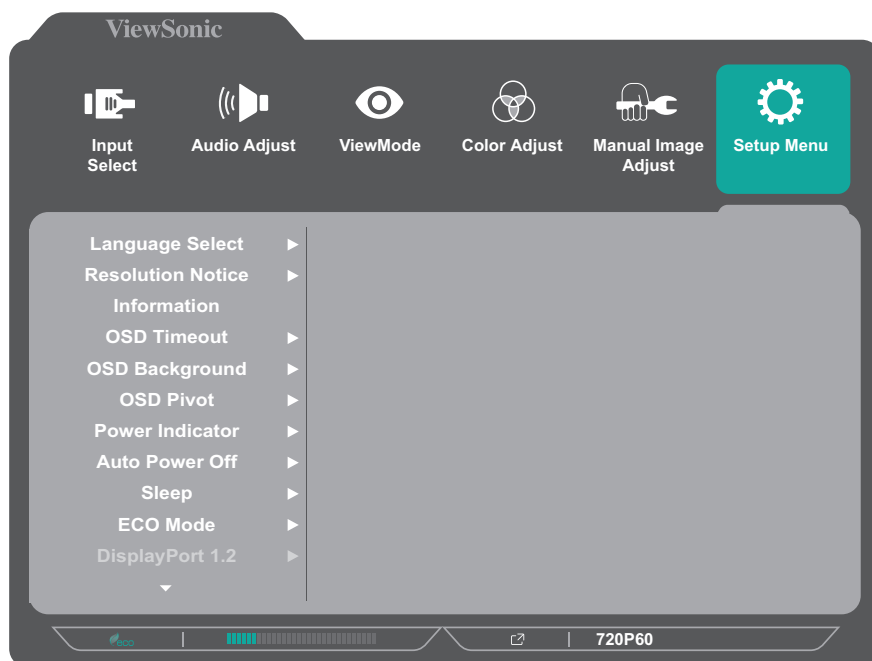 ViewSonic
Input
Select
Audio Adjust
ViewMode
Color Adjust
Manual Image
Adjust
Setup Menu
Language Select
Resolution Notice
Information
OSD Timeout
OSD Background
OSD Pivot
Power Indicator
Auto Power Off
Sleep
ECO Mode
DisplayPort 1.2
eco
720P60